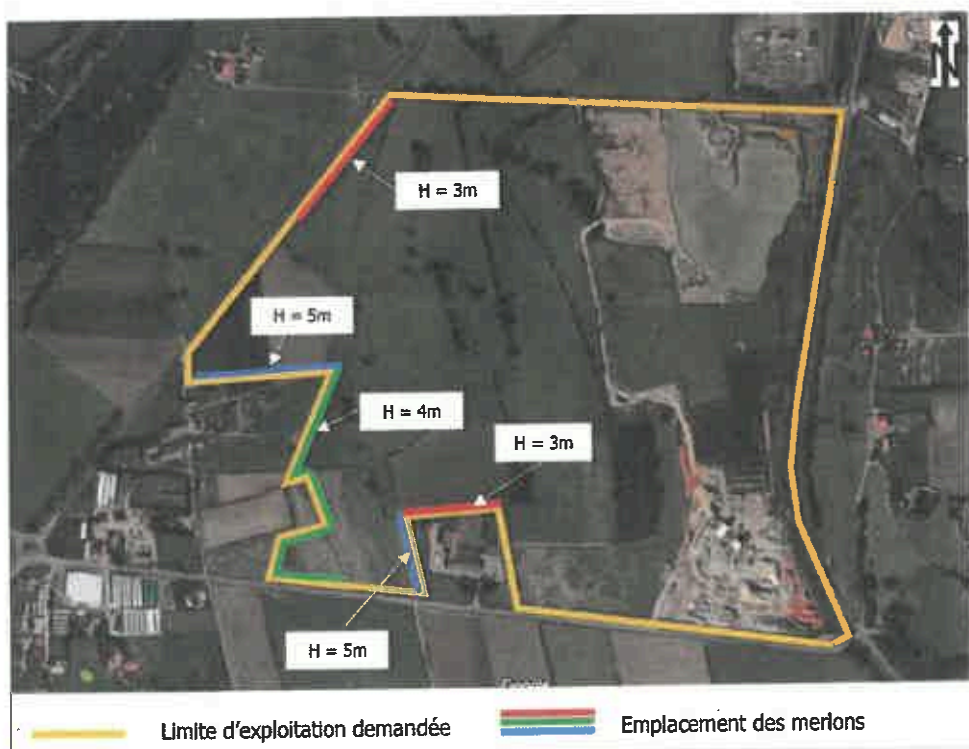 N
H = 3m
H = 5m
H = 4m
H = 3m
H = 5m
Limite d'exploitation demandée
Emplacement des merlons